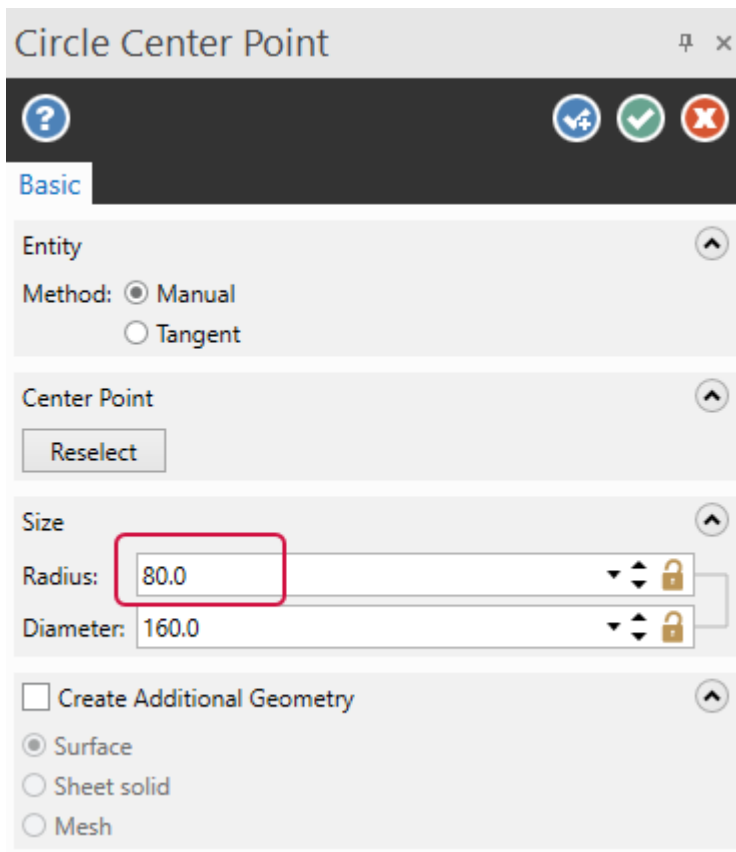 Circle Center Point
Basic
Entity
Method: Manual
Tangent
Center Point
Reselect
Size
Radius: 80.0
Diameter: 160.0
Create Additional Geometry
Surface
Sheet solid
Mesh